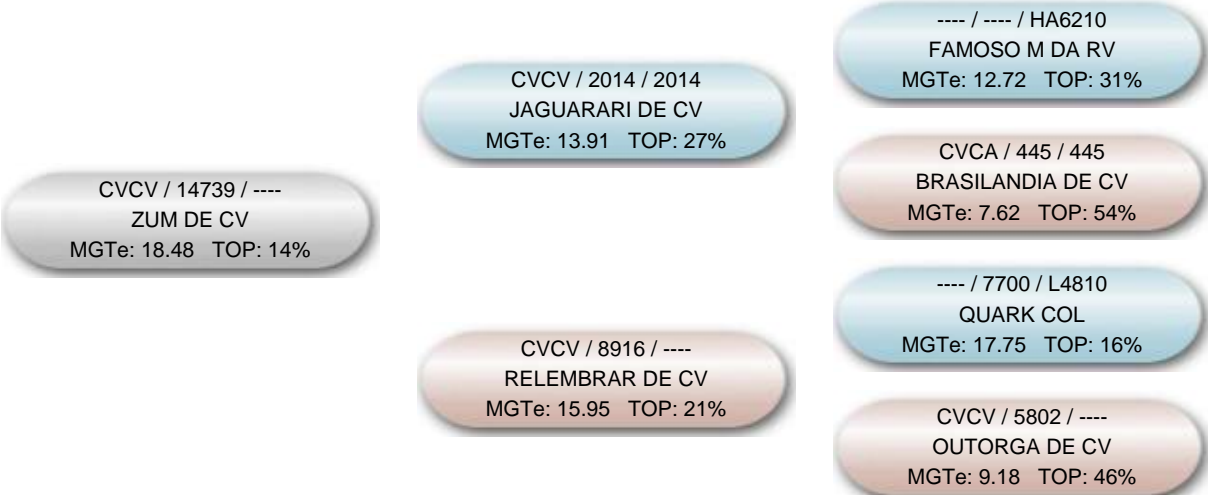 CVCV / 14739 / ----
ZUM DE CV
MGTe: 18.48 TOP: 14%
CVCV / 2014 / 2014
JAGUARARI DE CV
MGTe: 13.91 TOP: 27%
CVCV / 8916 / ----
RELEMBRAR DE CV
MGTe: 15.95 TOP: 21%
---- / ---- / HA6210
FAMOSO M DA RV
MGTe: 12.72 TOP: 31%
CVCA / 445 / 445
BRASILANDIA DE CV
MGTe: 7.62 TOP: 54%
---- / 7700 / L4810
QUARK COL
MGTe: 17.75 TOP: 16%
CVCV / 5802 / ----
OUTORGA DE CV
MGTe: 9.18 TOP: 46%